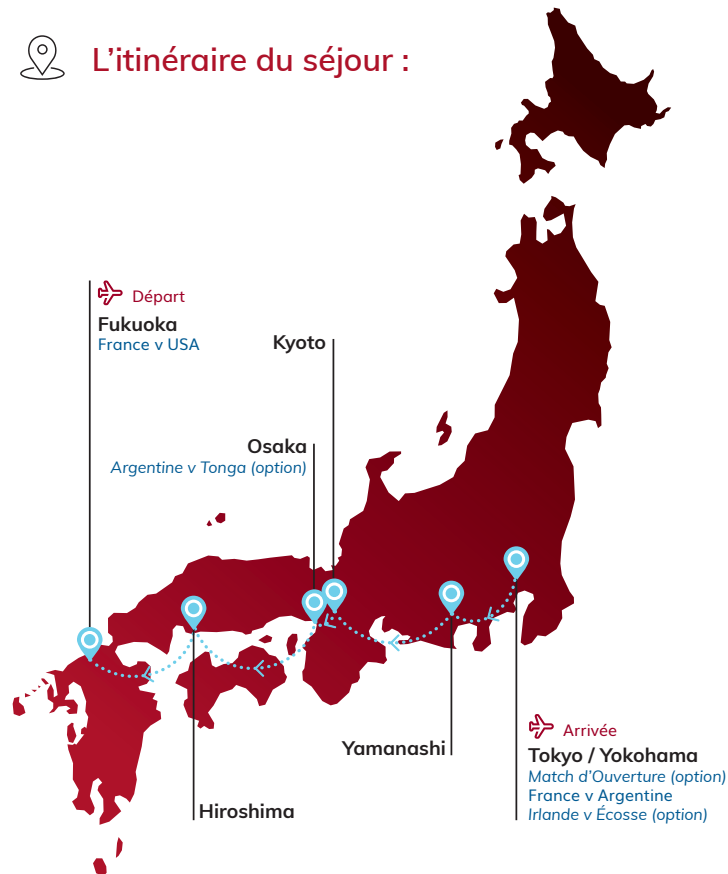 L'itinéraire du séjour :
Départ
Fukuoka
France v USA
Kyoto
Osaka
Argentine v Tonga (option)
Yamanashi
Hiroshima
Arrivée
Tokyo / Yokohama
Match d'Ouverture (option)
France v Argentine
Irlande v Écosse (option)